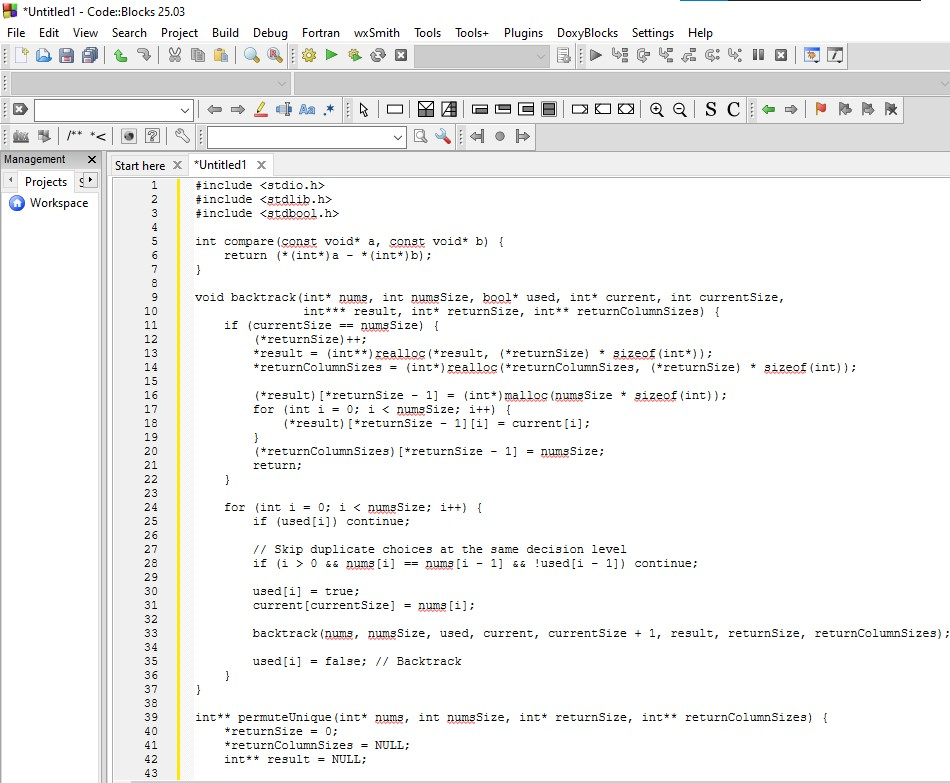 *Untitled1 - Code::Blocks 25.03
File Edit View Search Project Build Debug Fortran wxSmith Tools Tools+ Plugins DoxyBlocks Settings Help
Aa .*
S C
/** *<
Management
Start here *Untitled1
Projects
Workspace
1 #include <stdio.h>
2 #include <stdlib.h>
3 #include <stdbool.h>
4
5 int compare(const void* a, const void* b) {
6     return (*(int*)a - *(int*)b);
7 }
8
9 void backtrack(int* nums, int numsSize, bool* used, int* current, int currentSize,
10                int*** result, int* returnSize, int** returnColumnSizes) {
11     if (currentSize == numsSize) {
12         (*returnSize)++;
13         *result = (int**)realloc(*result, (*returnSize) * sizeof(int*));
14         *returnColumnSizes = (int*)realloc(*returnColumnSizes, (*returnSize) * sizeof(int));
15
16         (*result)[*returnSize - 1] = (int*)malloc(numsSize * sizeof(int));
17         for (int i = 0; i < numsSize; i++) {
18             (*result)[*returnSize - 1][i] = current[i];
19         }
20         (*returnColumnSizes)[*returnSize - 1] = numsSize;
21         return;
22     }
23
24     for (int i = 0; i < numsSize; i++) {
25         if (used[i]) continue;
26
27         // Skip duplicate choices at the same decision level
28         if (i > 0 && nums[i] == nums[i - 1] && !used[i - 1]) continue;
29
30         used[i] = true;
31         current[currentSize] = nums[i];
32
33         backtrack(nums, numsSize, used, current, currentSize + 1, result, returnSize, returnColumnSizes);
34
35         used[i] = false; // Backtrack
36     }
37 }
38
39 int** permuteUnique(int* nums, int numsSize, int* returnSize, int** returnColumnSizes) {
40     *returnSize = 0;
41     *returnColumnSizes = NULL;
42     int** result = NULL;
43